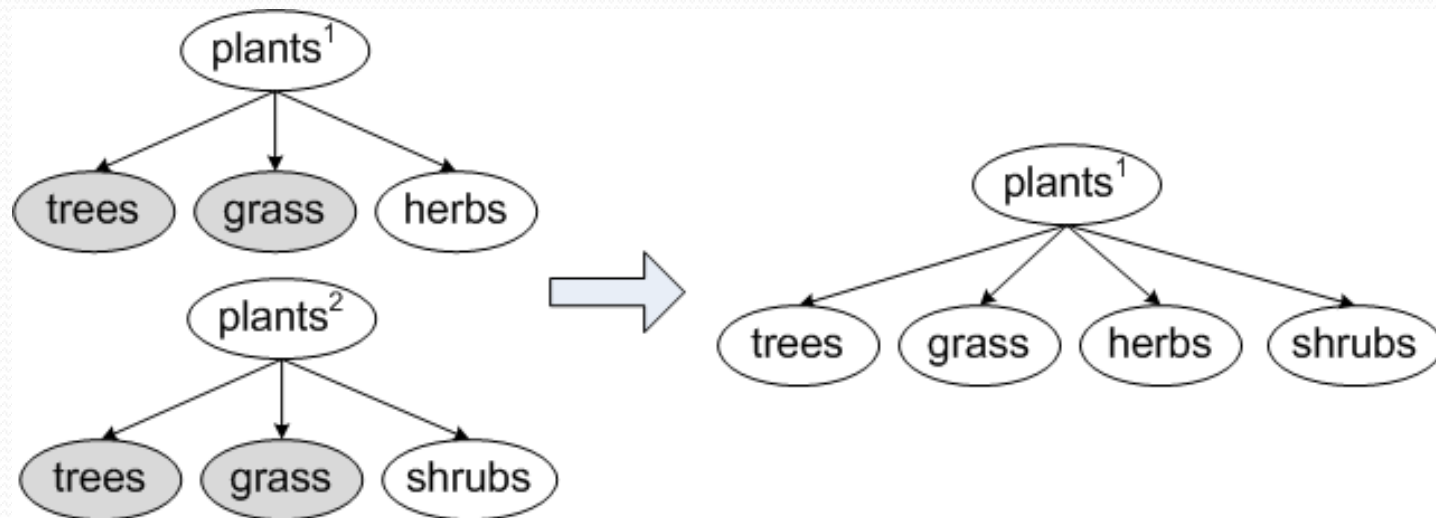 plants¹
trees grass herbs
plants²
trees grass shrubs
plants¹
trees grass herbs shrubs